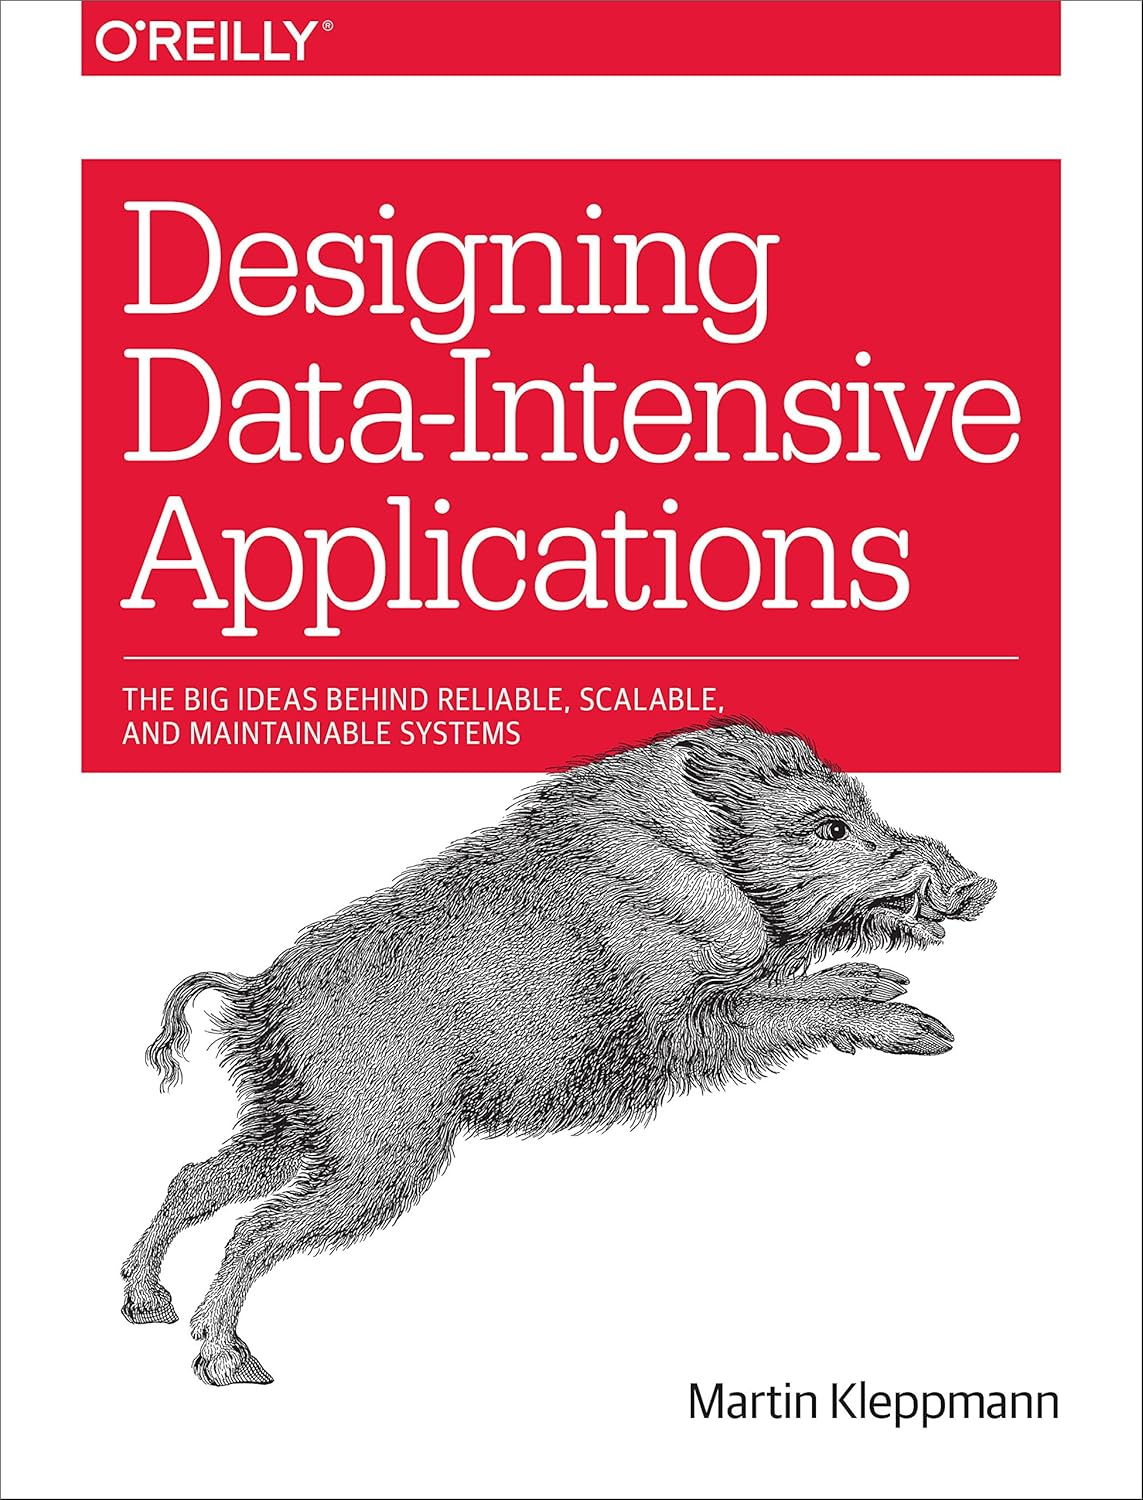 O'REILLY®
Designing
Data-Intensive
Applications
THE BIG IDEAS BEHIND RELIABLE, SCALABLE,
AND MAINTAINABLE SYSTEMS
Martin Kleppmann